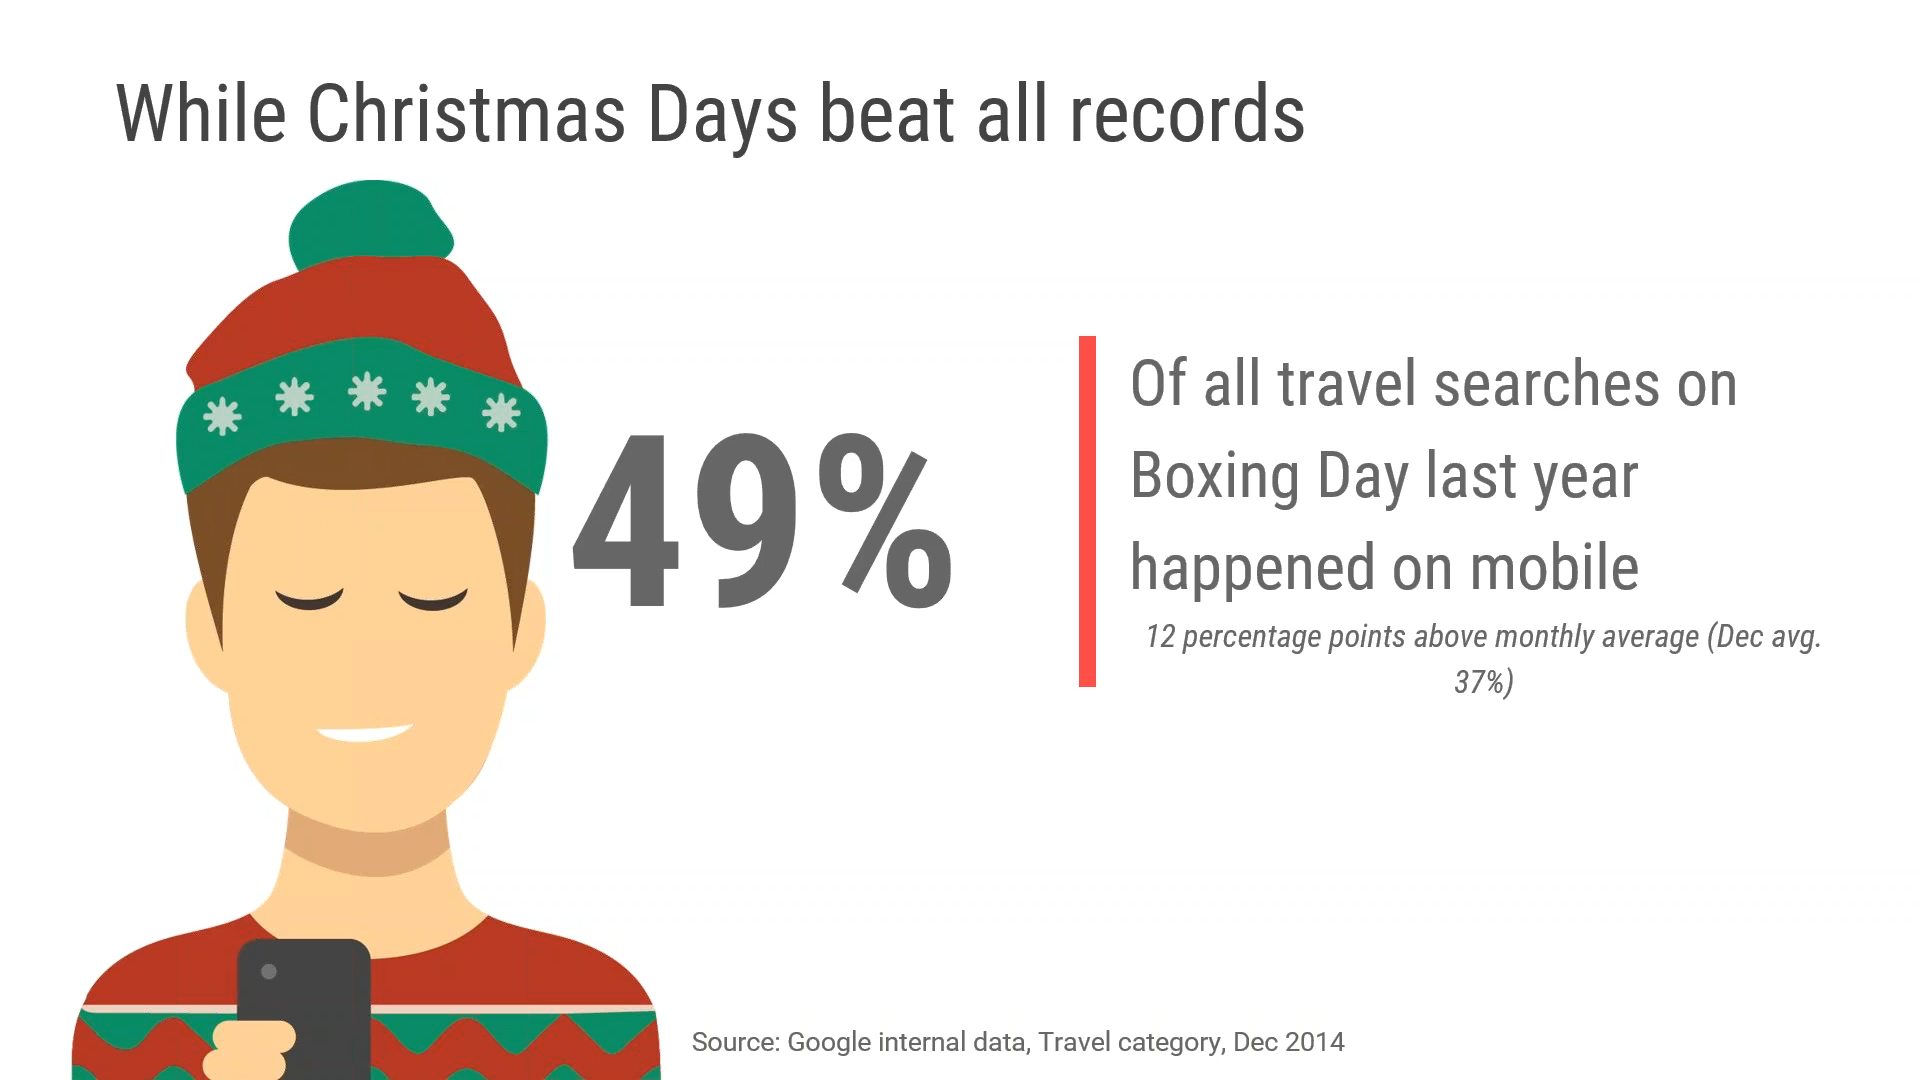 While Christmas Days beat all records
49%
Of all travel searches on
Boxing Day last year
happened on mobile
12 percentage points above monthly average (Dec avg.
37%)
Source: Google internal data, Travel category, Dec 2014